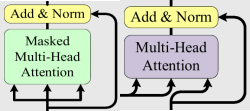 Add & Norm
Masked
Multi-Head
Attention
Add & Norm
Multi-Head
Attention